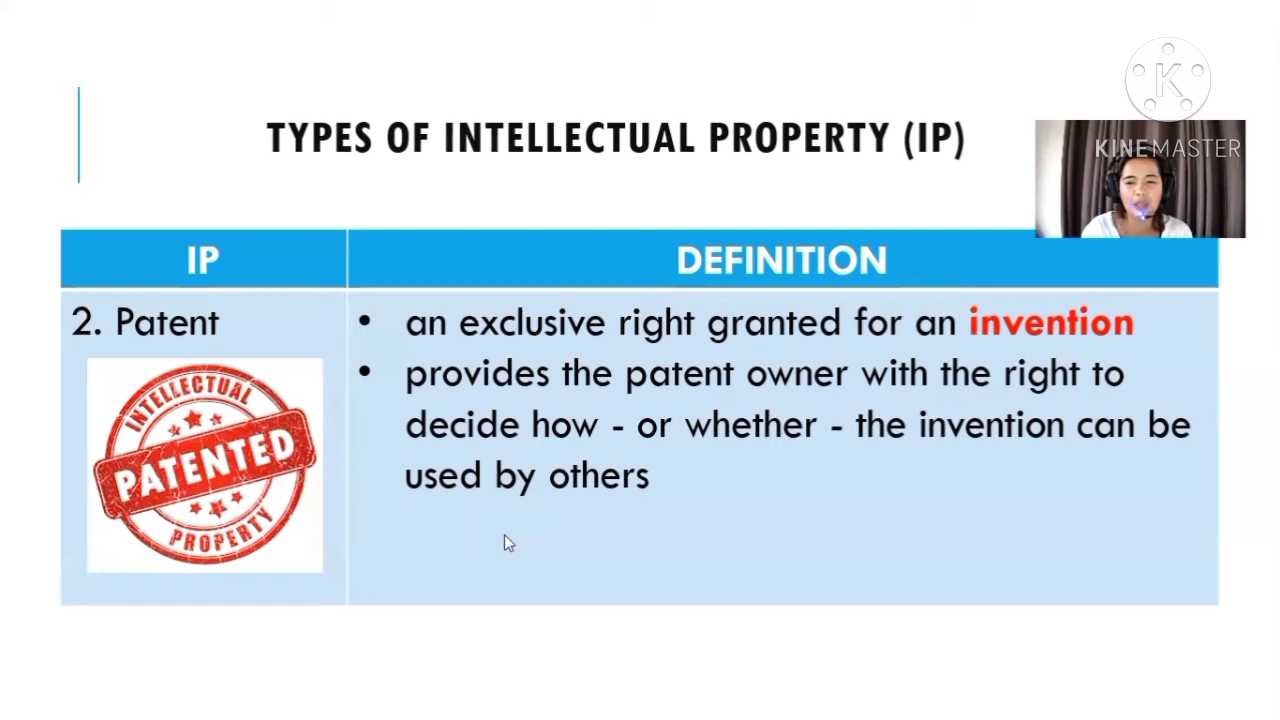 K
KINEMASTER
TYPES OF INTELLECTUAL PROPERTY (IP)
IP
DEFINITION
2. Patent
INTELLECTUAL
PATENTED
PROPERTY
• an exclusive right granted for an invention
• provides the patent owner with the right to
decide how - or whether - the invention can be
used by others